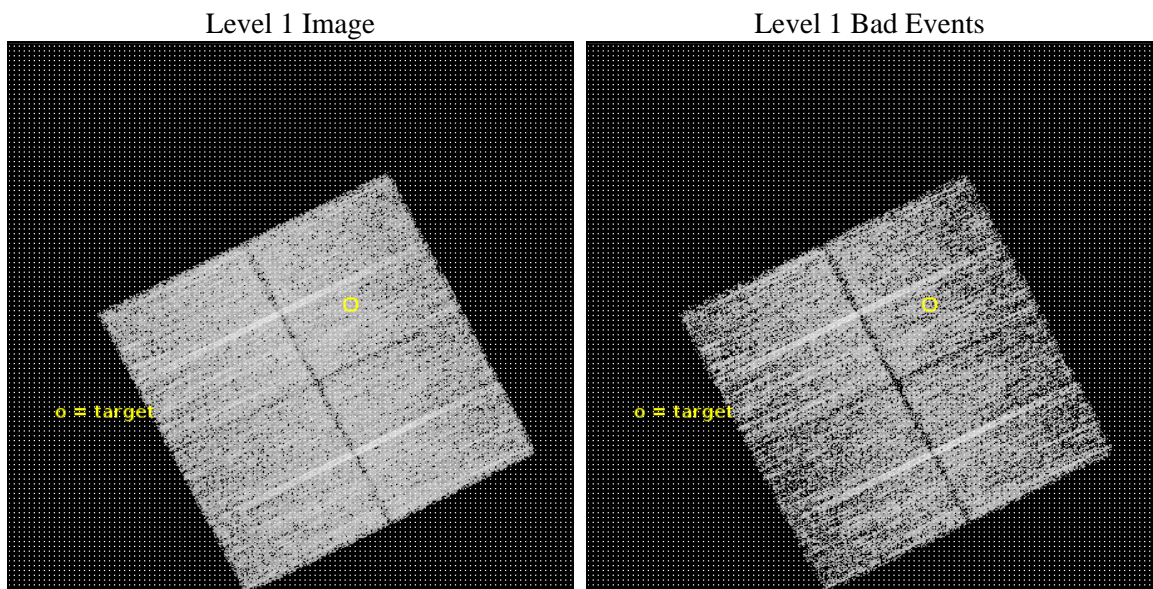 Level 1 Image
Level 1 Bad Events
o = target
o = target